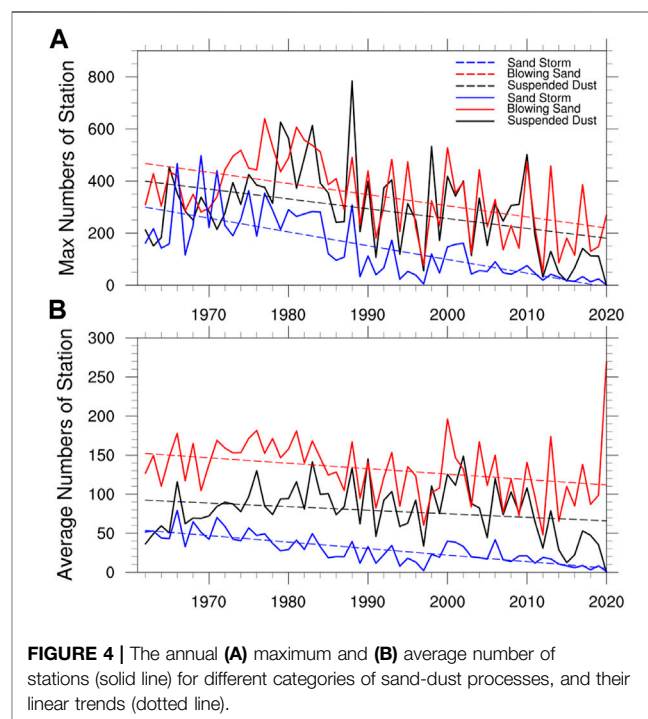 A
Max Numbers of Station
800
600
400
200
0
Sand Storm
Blowing Sand
Suspended Dust
Sand Storm
Blowing Sand
Suspended Dust
1970 1980 1990 2000 2010 2020
B
Average Numbers of Station
300
250
200
150
100
50
0
1970 1980 1990 2000 2010 2020
FIGURE 4 | The annual (A) maximum and (B) average number of
stations (solid line) for different categories of sand-dust processes, and their
linear trends (dotted line).